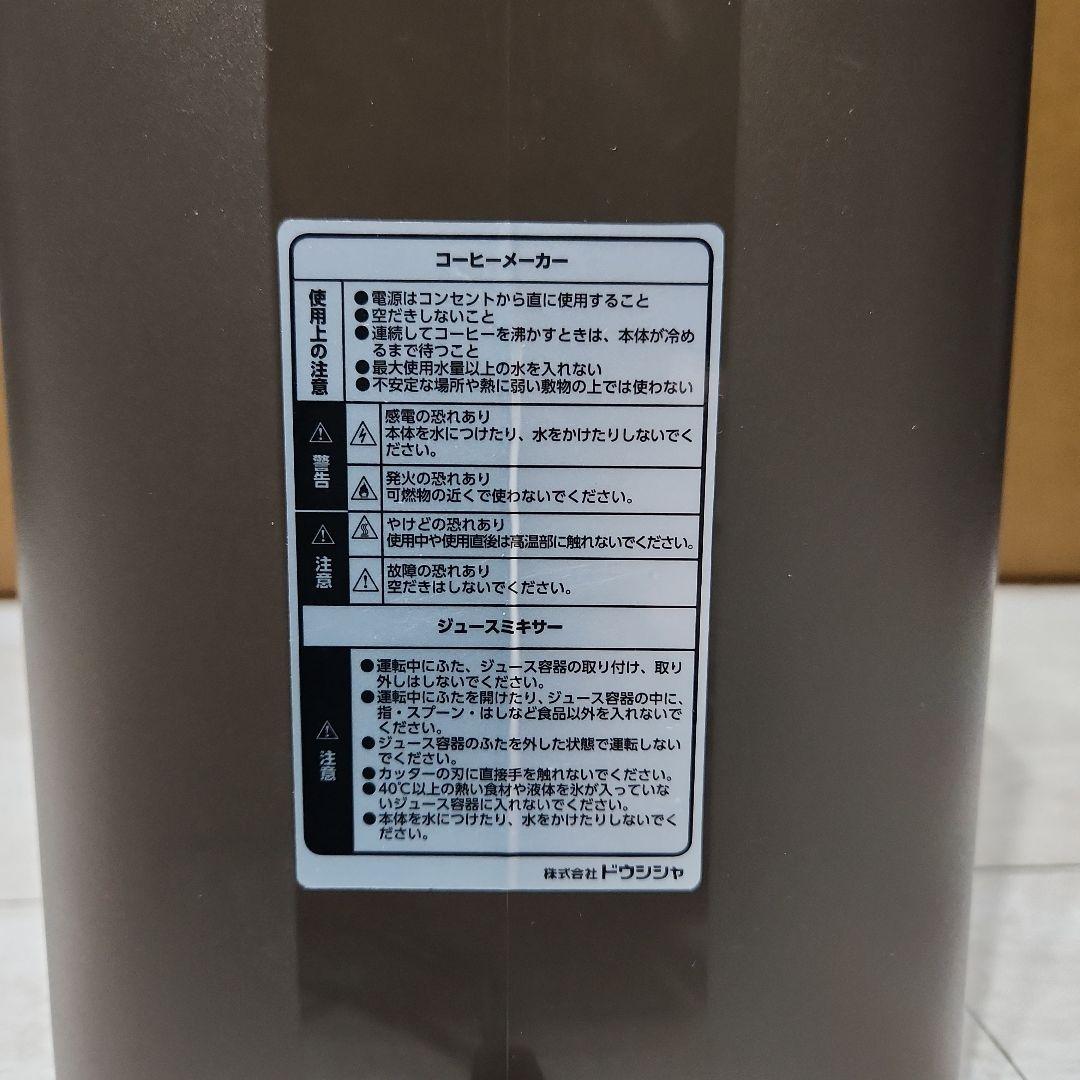 コーヒーメーカー
使用上の注意
●電源はコンセントから直に使用すること
●空だきしないこと
●連続してコーヒーを沸かすときは、本体が冷め
るまで待つこと
●最大使用水量以上の水を入れない
●不安定な場所や熱に弱い敷物の上では使わない
警告
感電の恐れあり
本体を水につけたり、水をかけたりしないでく
ださい。
発火の恐れあり
可燃物の近くで使わないでください。
注意
やけどの恐れあり
使用中や使用直後は高温部に触れないでください。
故障の恐れあり
空だきはしないでください。
ジュースミキサー
注意
●運転中にふた、ジュース容器の取り付け、取り
外しはしないでください。
●運転中にふたを開けたり、ジュース容器の中に、
指・スプーン・はしなど食品以外を入れないで
ください。
●ジュース容器のふたを外した状態で運転しない
でください。
●カッターの刃に直接手を触れないでください。
●40℃以上の熱い食材や液体を氷が入っていな
いジュース容器に入れないでください。
●本体を水につけたり、水をかけたりしないでく
ださい。
株式会社ドウシシャ